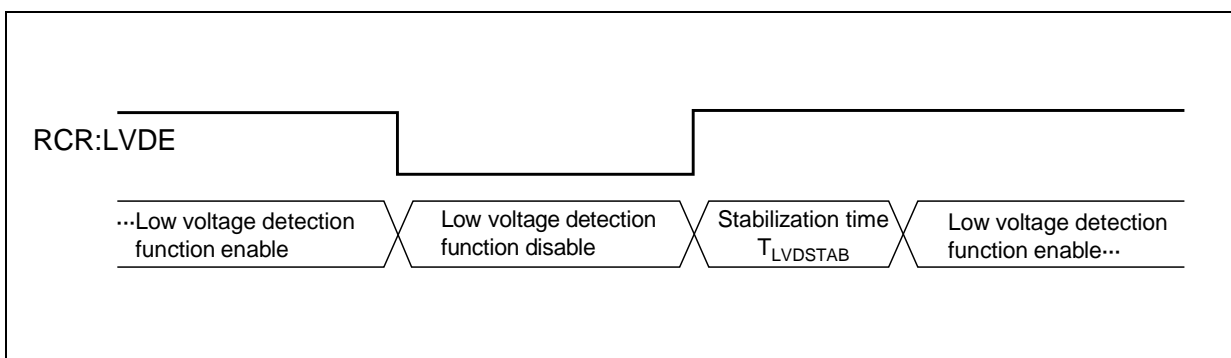 RCR:LVDE
···Low voltage detection
function enable
Low voltage detection
function disable
Stabilization time
TLVDSTAB
Low voltage detection
function enable···